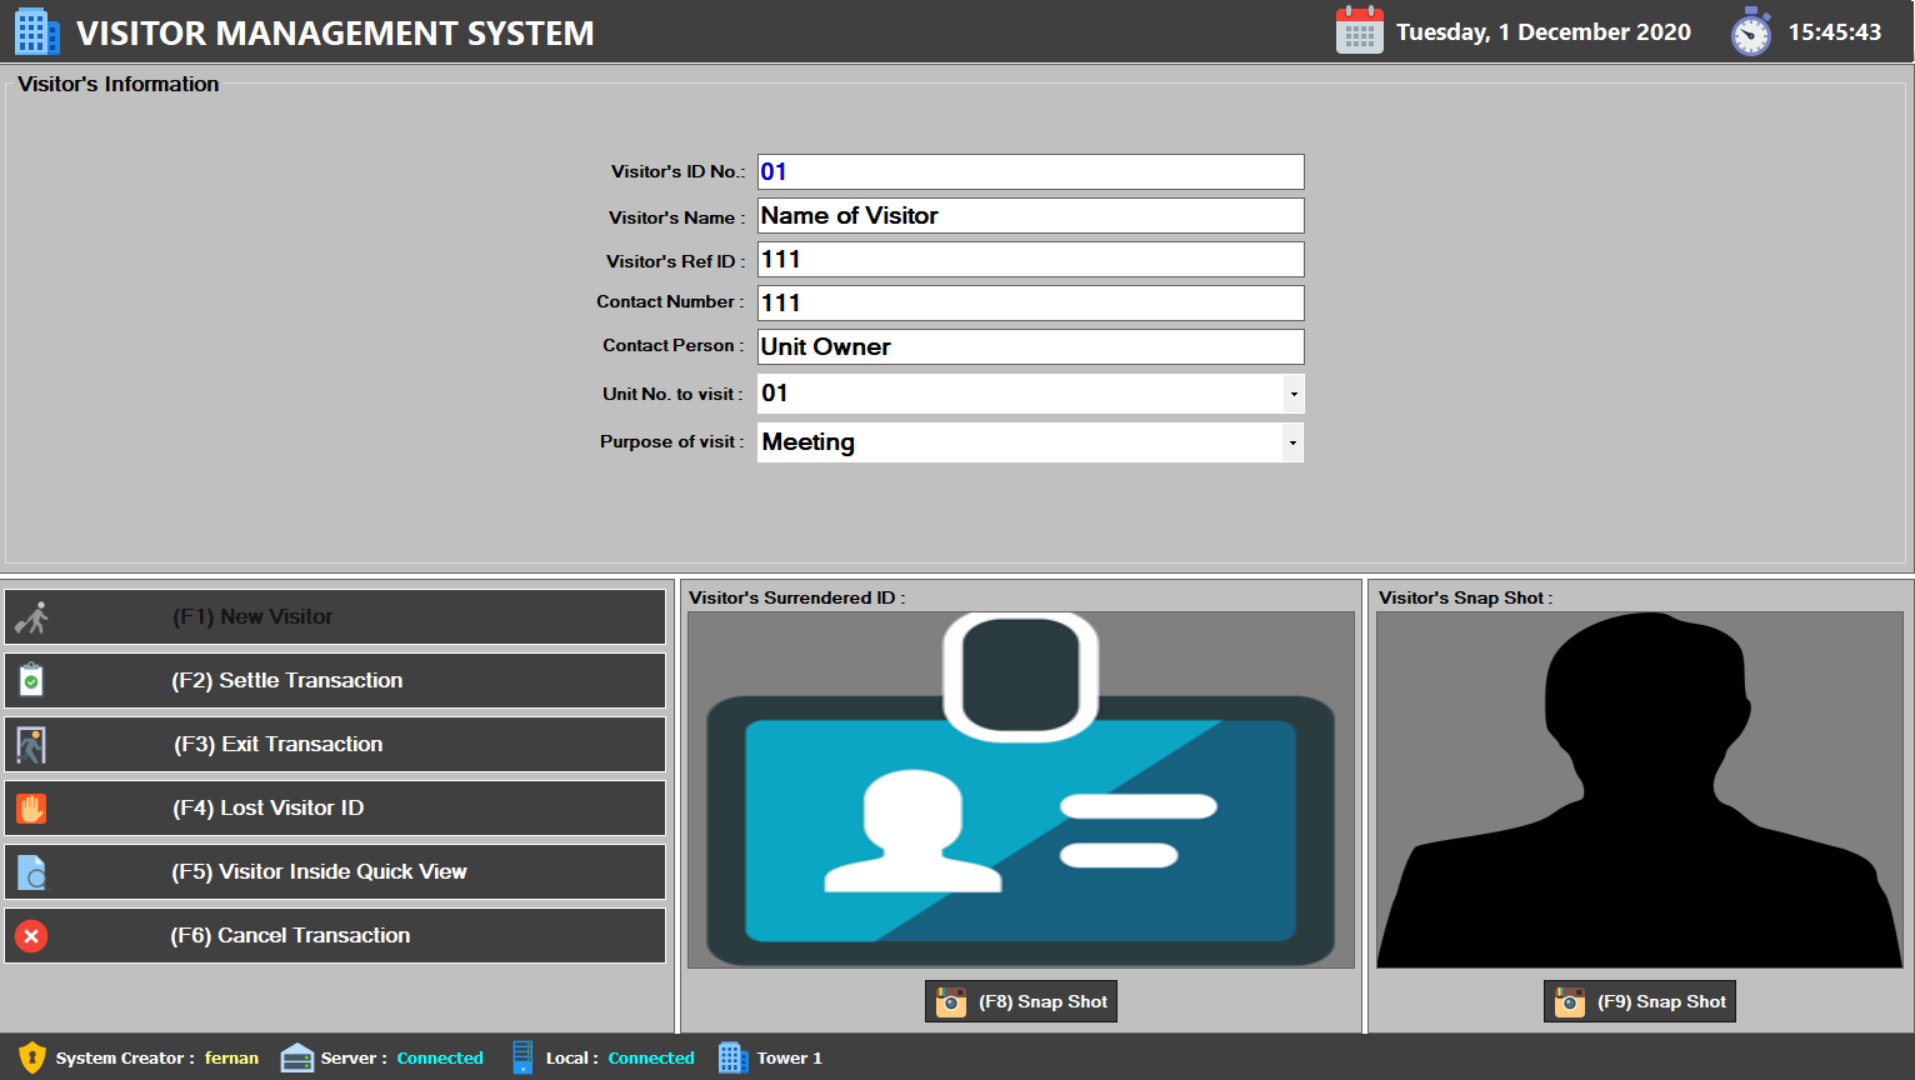 VISITOR MANAGEMENT SYSTEM
Tuesday, 1 December 2020
15:45:43
Visitor's Information
Visitor's ID No.: 01
Visitor's Name : Name of Visitor
Visitor's Ref ID : 111
Contact Number : 111
Contact Person : Unit Owner
Unit No. to visit : 01
Purpose of visit : Meeting
(F1) New Visitor
(F2) Settle Transaction
(F3) Exit Transaction
(F4) Lost Visitor ID
(F5) Visitor Inside Quick View
(F6) Cancel Transaction
Visitor's Surrendered ID :
(F8) Snap Shot
Visitor's Snap Shot :
(F9) Snap Shot
System Creator : fernan
Server : Connected
Local : Connected
Tower 1